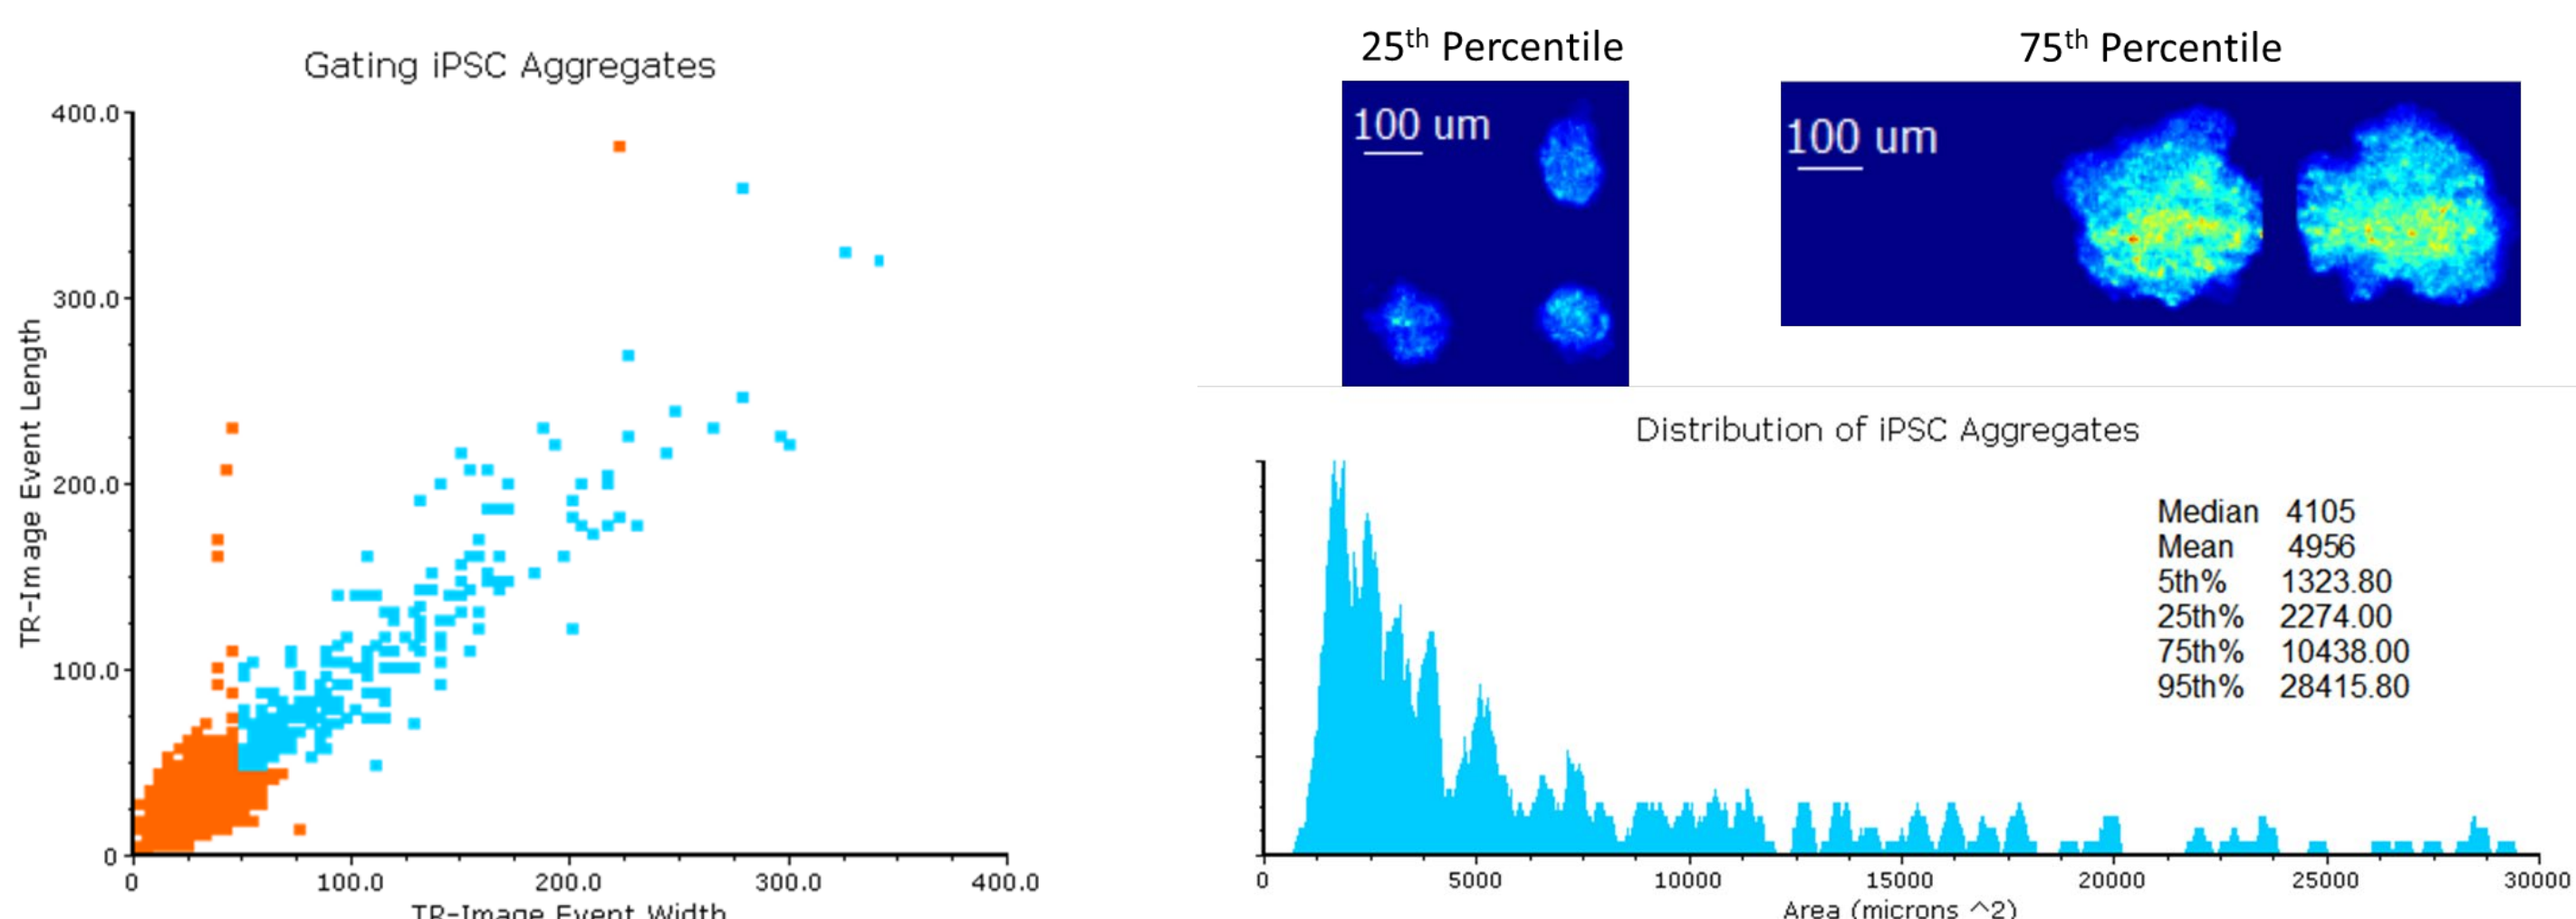 Gating iPSC Aggregates
TR-Image Event Length
400.0
300.0
200.0
100.0
0
0 100.0 200.0 300.0 400.0
TR-Image Event Width
25th Percentile
100 um
75th Percentile
100 um
Distribution of iPSC Aggregates
Median 4105
Mean 4956
5th% 1323.80
25th% 2274.00
75th% 10438.00
95th% 28415.80
0 5000 10000 15000 20000 25000 30000
Area (microns ^2)